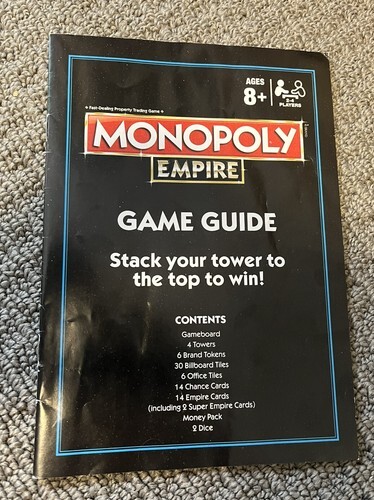 AGES
8+
2-4
PLAYERS
Fast-Dealing Property Trading Game
MONOPOLY
EMPIRE
GAME GUIDE
Stack your tower to
the top to win!
CONTENTS
Gameboard
4 Towers
6 Brand Tokens
30 Billboard Tiles
6 Office Tiles
14 Chance Cards
14 Empire Cards
(including 2 Super Empire Cards)
Money Pack
2 Dice